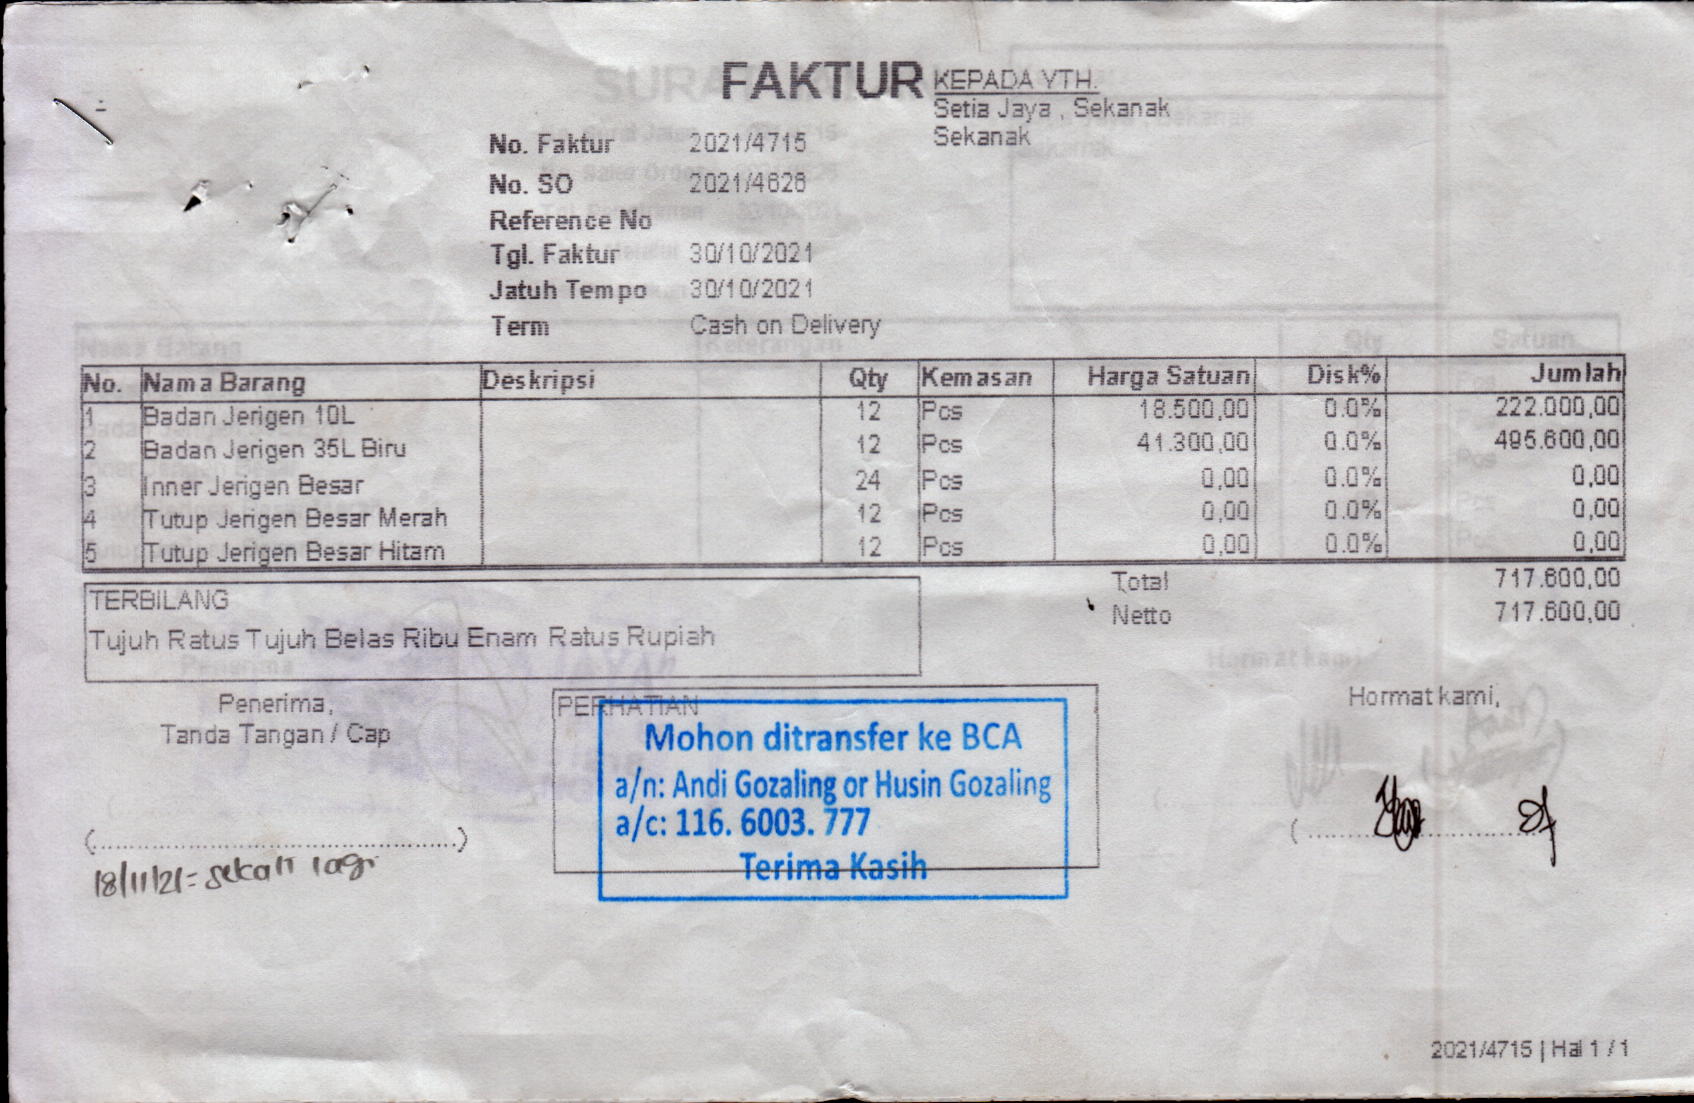 FAKTUR
KEPADA YTH.
Setia Jaya , Sekanak
Sekanak
No. Faktur 2021/4715
No. SO 2021/4626
Reference No
Tgl. Faktur 30/10/2021
Jatuh Tempo 30/10/2021
Term Cash on Delivery
No. Nama Barang Deskripsi Qty Kemasan Harga Satuan Disk% Jumlah
1 Badan Jerigen 10L 12 Pcs 18.500,00 0.0% 222.000,00
2 Badan Jerigen 35L Biru 12 Pcs 41.300,00 0.0% 495.600,00
3 Inner Jerigen Besar 24 Pcs 0,00 0.0% 0,00
4 Tutup Jerigen Besar Merah 12 Pcs 0,00 0.0% 0,00
5 Tutup Jerigen Besar Hitam 12 Pcs 0,00 0.0% 0,00
Total 717.600,00
Netto 717.600,00
TERBILANG
Tujuh Ratus Tujuh Belas Ribu Enam Ratus Rupiah
Penerima,
Tanda Tangan / Cap
(..................................................)
18/11/21 = sekali lagi
PERHATIAN
Mohon ditransfer ke BCA
a/n: Andi Gozaling or Husin Gozaling
a/c: 116. 6003. 777
Terima Kasih
Hormat kami,
2021/4715 | Hal 1 / 1